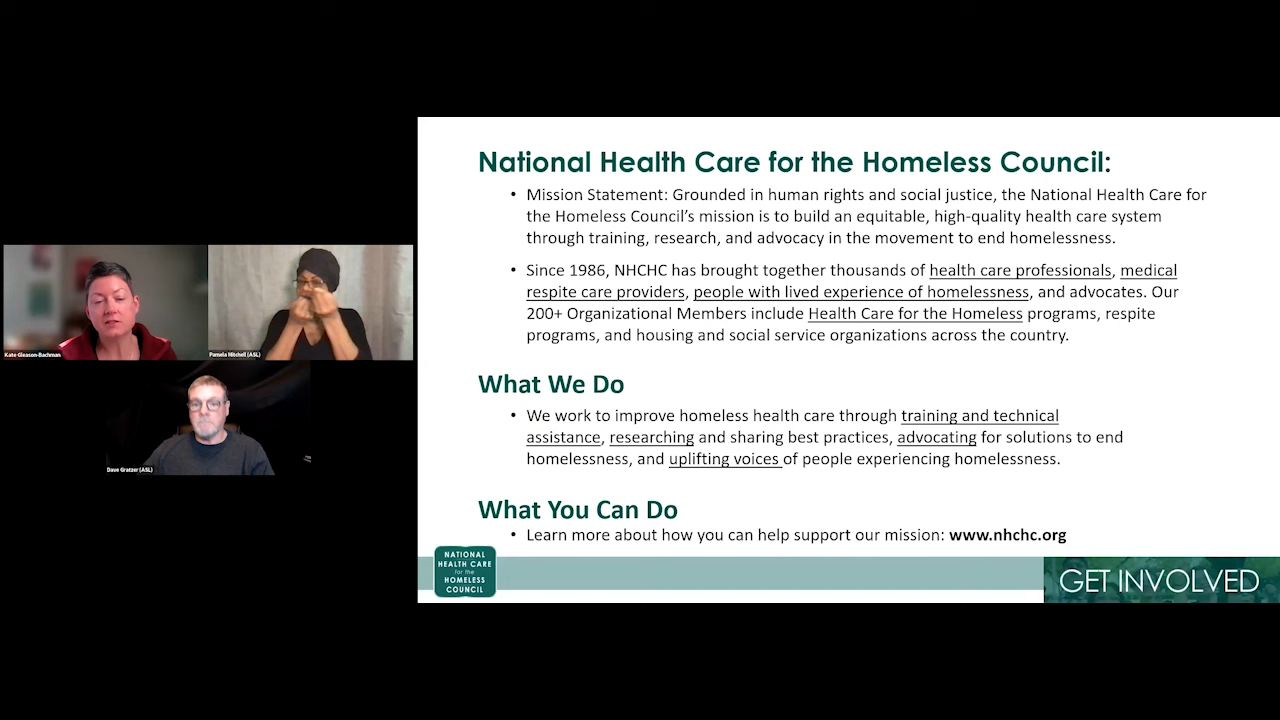 National Health Care for the Homeless Council:
• Mission Statement: Grounded in human rights and social justice, the National Health Care for
the Homeless Council's mission is to build an equitable, high-quality health care system
through training, research, and advocacy in the movement to end homelessness.
• Since 1986, NHCHC has brought together thousands of health care professionals, medical
respite care providers, people with lived experience of homelessness, and advocates. Our
200+ Organizational Members include Health Care for the Homeless programs, respite
programs, and housing and social service organizations across the country.
What We Do
• We work to improve homeless health care through training and technical
assistance, researching and sharing best practices, advocating for solutions to end
homelessness, and uplifting voices of people experiencing homelessness.
What You Can Do
• Learn more about how you can help support our mission: www.nhchc.org
NATIONAL
HEALTH CARE
for the
HOMELESS
COUNCIL
GET INVOLVED
Kate Gleason-Bachman
Pamela Mitchell (ASL)
Dave Gratzer (ASL)